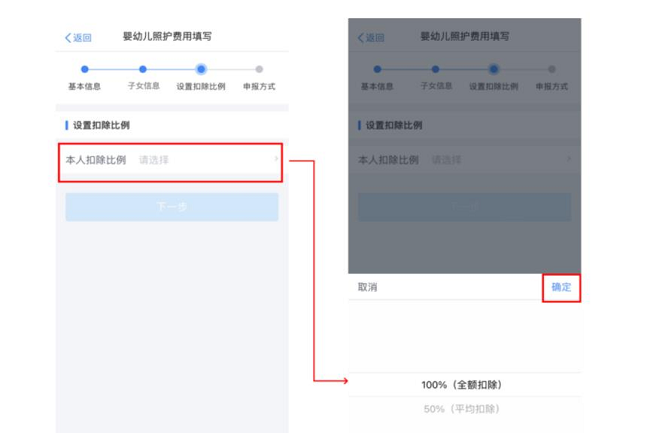 返回
婴幼儿照护费用填写
基本信息
子女信息
设置扣除比例
申报方式
设置扣除比例
本人扣除比例
请选择
下一步
返回
婴幼儿照护费用填写
基本信息
子女信息
设置扣除比例
申报方式
设置扣除比例
本人扣除比例
请选择
取消
确定
100%（全额扣除）
50%（平均扣除）